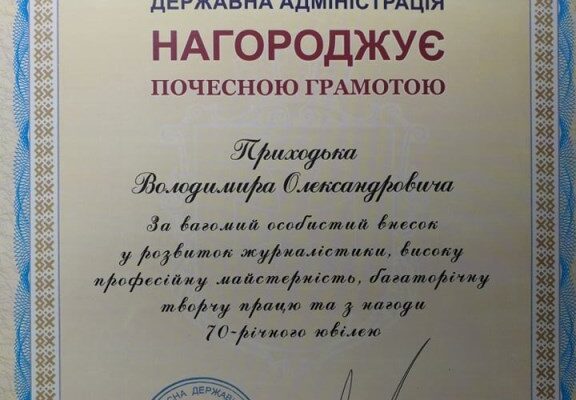 ДЕРЖАВНА АДМІНІСТРАЦІЯ
НАГОРОДЖУЄ
ПОЧЕСНОЮ ГРАМОТОЮ
Приходька
Володимира Олександровича
За вагомий особистий внесок
у розвиток журналістики, високу
професійну майстерність, багаторічну
творчу працю та з нагоди
70-річного ювілею
ДЕРЖАВ